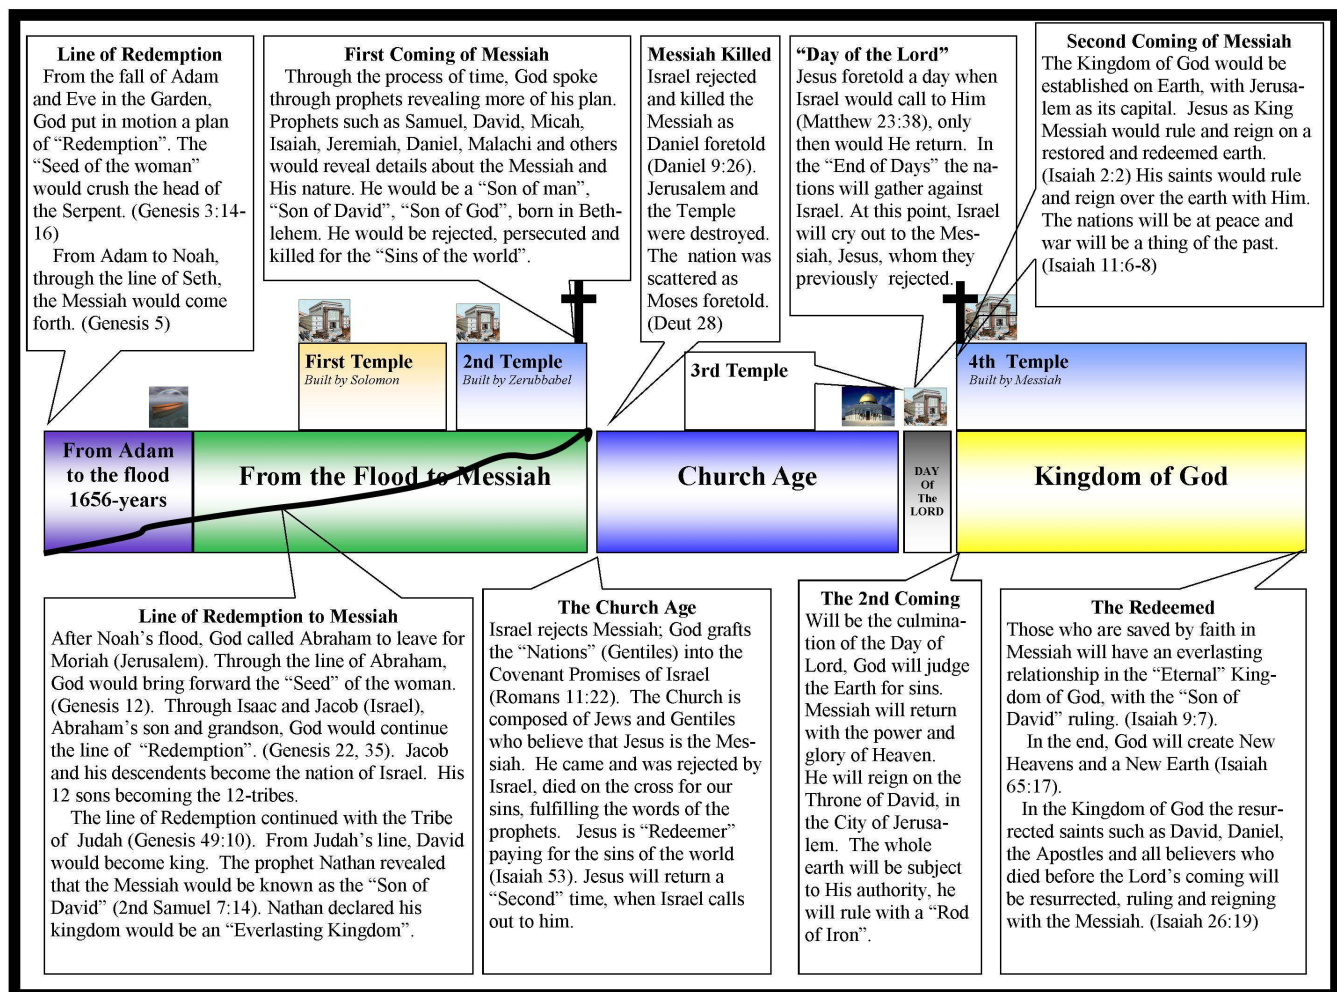 Line of Redemption
From the fall of Adam
and Eve in the Garden,
God put in motion a plan
of “Redemption”. The
“Seed of the woman”
would crush the head of
the Serpent. (Genesis 3:14-
16)
From Adam to Noah,
through the line of Seth,
the Messiah would come
forth. (Genesis 5)
First Coming of Messiah
Through the process of time, God spoke
through prophets revealing more of his plan.
Prophets such as Samuel, David, Micah,
Isaiah, Jeremiah, Daniel, Malachi and others
would reveal details about the Messiah and
His nature. He would be a “Son of man”,
“Son of David”, “Son of God”, born in Beth-
lehem. He would be rejected, persecuted and
killed for the “Sins of the world”.
Messiah Killed
Israel rejected
and killed the
Messiah as
Daniel foretold
(Daniel 9:26).
Jerusalem and
the Temple
were destroyed.
The nation was
scattered as
Moses foretold.
(Deut 28)
“Day of the Lord”
Jesus foretold a day when
Israel would call to Him
(Matthew 23:38), only
then would He return. In
the “End of Days” the na-
tions will gather against
Israel. At this point, Israel
will cry out to the Mes-
siah, Jesus, whom they
previously rejected.
Second Coming of Messiah
The Kingdom of God would be
established on Earth, with Jerusa-
lem as its capital. Jesus as King
Messiah would rule and reign on a
restored and redeemed earth.
(Isaiah 2:2) His saints would rule
and reign over the earth with Him.
The nations will be at peace and
war will be a thing of the past.
(Isaiah 11:6-8)
First Temple
Built by Solomon
2nd Temple
Built by Zerubbabel
3rd Temple
4th Temple
Built by Messiah
From Adam
to the flood
1656-years
From the Flood to Messiah
Church Age
DAY
Of
The
LORD
Kingdom of God
Line of Redemption to Messiah
After Noah’s flood, God called Abraham to leave for
Moriah (Jerusalem). Through the line of Abraham,
God would bring forward the “Seed” of the woman.
(Genesis 12). Through Isaac and Jacob (Israel),
Abraham’s son and grandson, God would continue
the line of “Redemption”. (Genesis 22, 35). Jacob
and his descendents become the nation of Israel. His
12 sons becoming the 12-tribes.
The line of Redemption continued with the Tribe
of Judah (Genesis 49:10). From Judah’s line, David
would become king. The prophet Nathan revealed
that the Messiah would be known as the “Son of
David” (2nd Samuel 7:14). Nathan declared his
kingdom would be an “Everlasting Kingdom”.
The Church Age
Israel rejects Messiah; God grafts
the “Nations” (Gentiles) into the
Covenant Promises of Israel
(Romans 11:22). The Church is
composed of Jews and Gentiles
who believe that Jesus is the Mes-
siah. He came and was rejected by
Israel, died on the cross for our
sins, fulfilling the words of the
prophets. Jesus is “Redeemer”
paying for the sins of the world
(Isaiah 53). Jesus will return a
“Second” time, when Israel calls
out to him.
The 2nd Coming
Will be the culmina-
tion of the Day of
Lord, God will judge
the Earth for sins.
Messiah will return
with the power and
glory of Heaven.
He will reign on the
Throne of David, in
the City of Jerusa-
lem. The whole
earth will be subject
to His authority, he
will rule with a “Rod
of Iron”.
The Redeemed
Those who are saved by faith in
Messiah will have an everlasting
relationship in the “Eternal” King-
dom of God, with the “Son of
David” ruling. (Isaiah 9:7).
In the end, God will create New
Heavens and a New Earth (Isaiah
65:17).
In the Kingdom of God the resur-
rected saints such as David, Daniel,
the Apostles and all believers who
died before the Lord’s coming will
be resurrected, ruling and reigning
with the Messiah. (Isaiah 26:19)